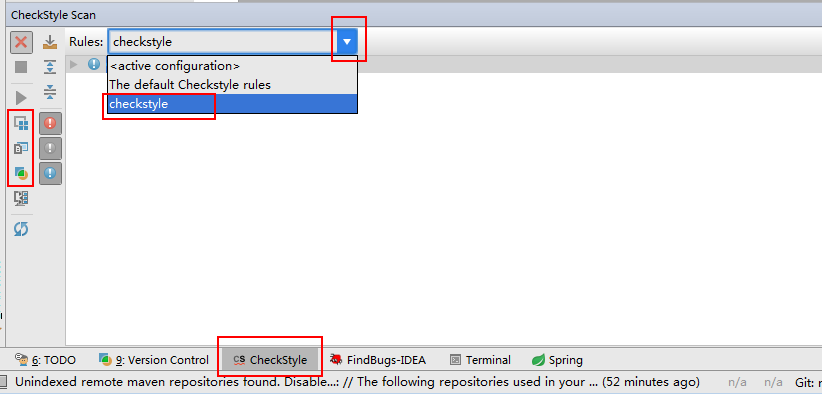 CheckStyle Scan
Rules: checkstyle
<active configuration>
The default Checkstyle rules
checkstyle
6: TODO 9: Version Control CS CheckStyle FindBugs-IDEA Terminal Spring
Unindexed remote maven repositories found. Disable...: // The following repositories used in your ... (52 minutes ago) n/a n/a Git: